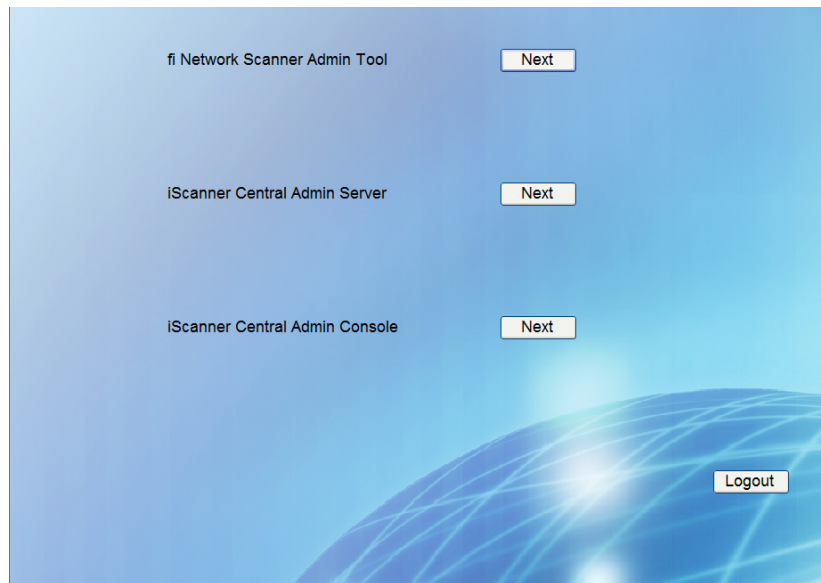 fi Network Scanner Admin Tool Next
iScanner Central Admin Server Next
iScanner Central Admin Console Next
Logout